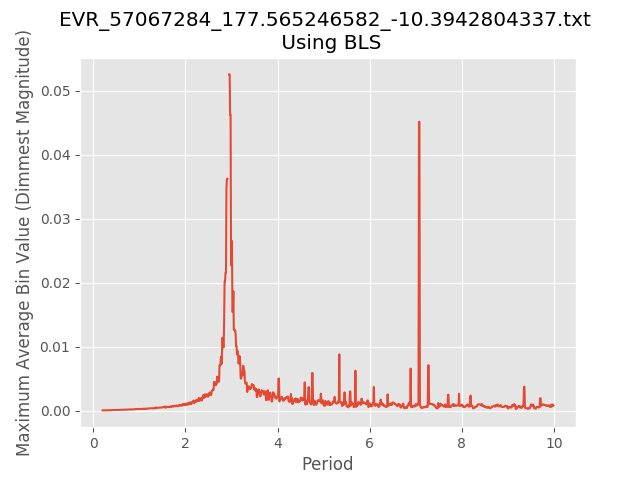 EVR_57067284_177.565246582_-10.3942804337.txt
Using BLS
Maximum Average Bin Value (Dimmest Magnitude)
0.05
0.04
0.03
0.02
0.01
0.00
0 2 4 6 8 10
Period